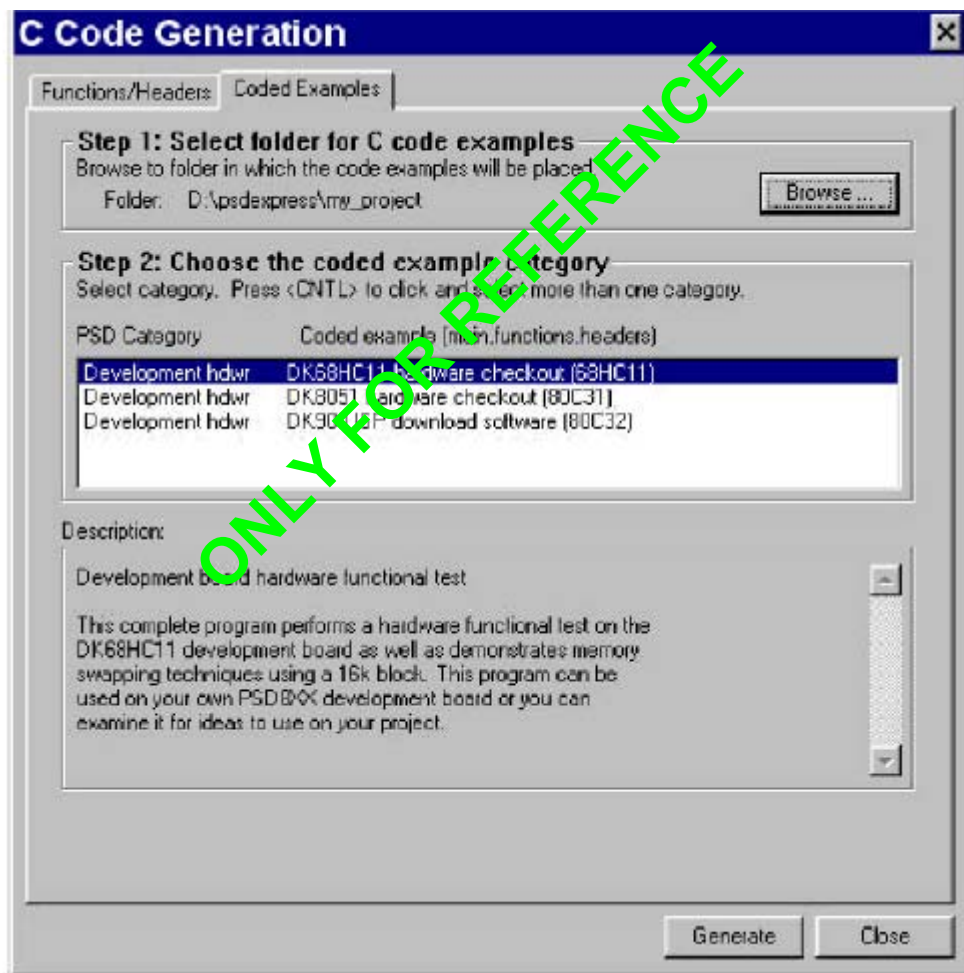 C Code Generation
Functions/Headers
Coded Examples
Step 1: Select folder for C code examples
Browse to folder in which the code examples will be placed
Folder: D:\psdexpress\my_project
Browse ...
Step 2: Choose the coded example category
Select category. Press <CNTL> to click and select more than one category.
PSD Category Coded example (main,functions,headers)
Development hdwr DK68HC11 hardware checkout (68HC11)
Development hdwr DK8051 hardware checkout (80C31)
Development hdwr download software (80C32)
ONLY FOR REFERENCE
Description:
Development board hardware functional test
This complete program performs a hardware functional test on the
DK68HC11 development board as well as demonstrates memory
swapping techniques using a 16k block. This program can be
used on your own PSD8XX development board or you can
examine it for ideas to use on your project.
Generate
Close